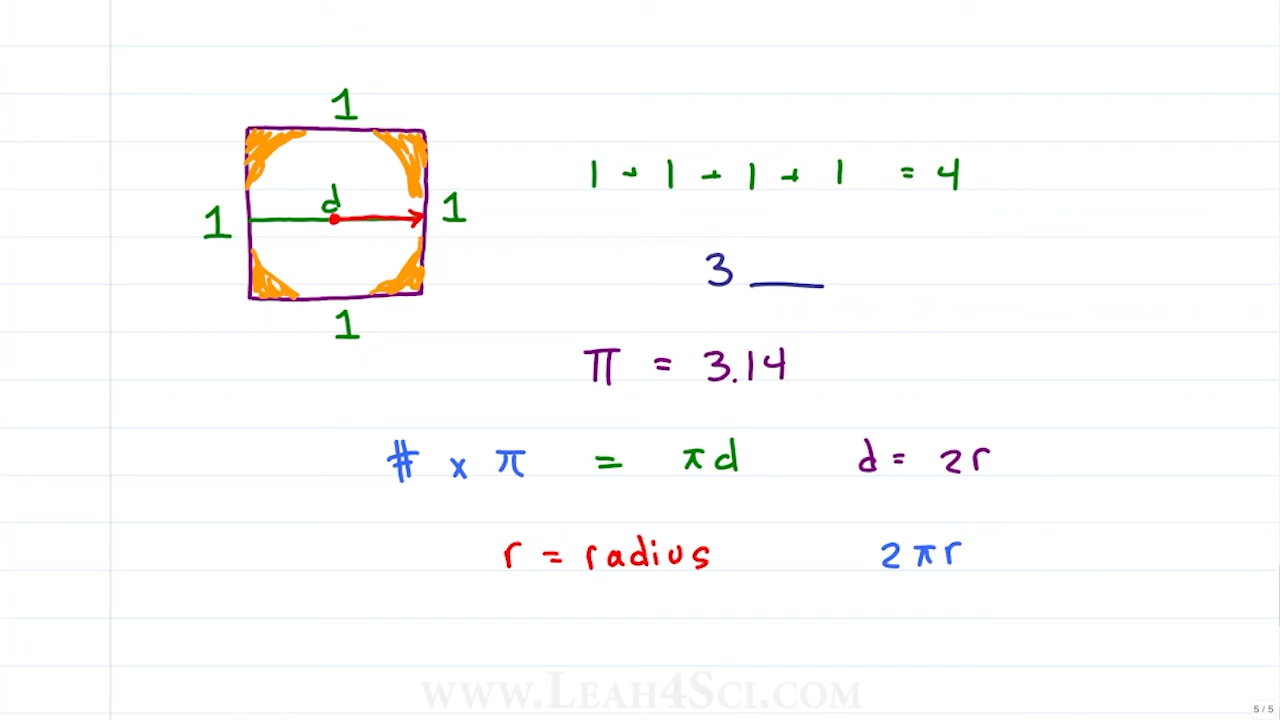 1
d
1 1
1
1 + 1 + 1 + 1 = 4
3 ___
π = 3.14
# x π = πd d = 2r
r = radius 2πr
www.Leah4Sci.com
5 / 5